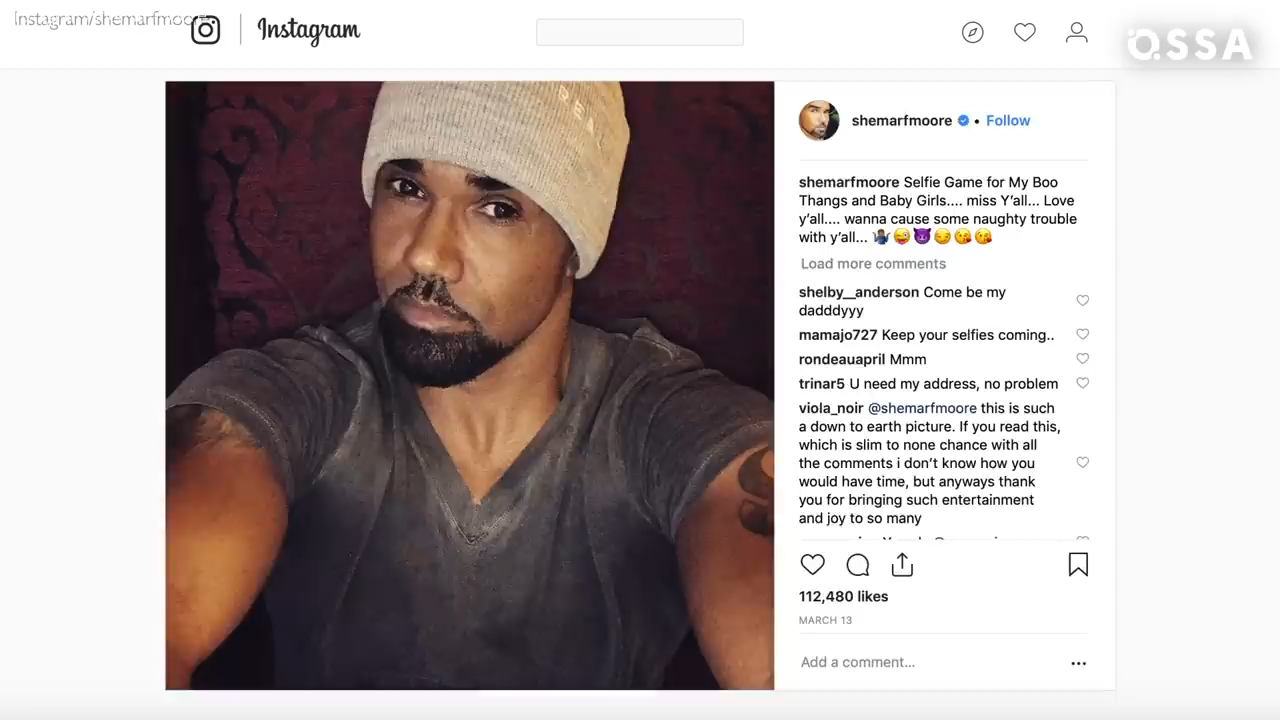 Instagram/shemarfmoore
Instagram
OSSA
BEA
shemarfmoore • Follow
shemarfmoore Selfie Game for My Boo
Thangs and Baby Girls.... miss Y'all... Love
y'all.... wanna cause some naughty trouble
with y'all... 🤷🏾‍♂️😜😈😏😘😘
Load more comments
shelby__anderson Come be my
dadddyyy
mamajo727 Keep your selfies coming..
rondeauapril Mmm
trinar5 U need my address, no problem
viola_noir @shemarfmoore this is such
a down to earth picture. If you read this,
which is slim to none chance with all
the comments i don't know how you
would have time, but anyways thank
you for bringing such entertainment
and joy to so many
112,480 likes
MARCH 13
Add a comment...